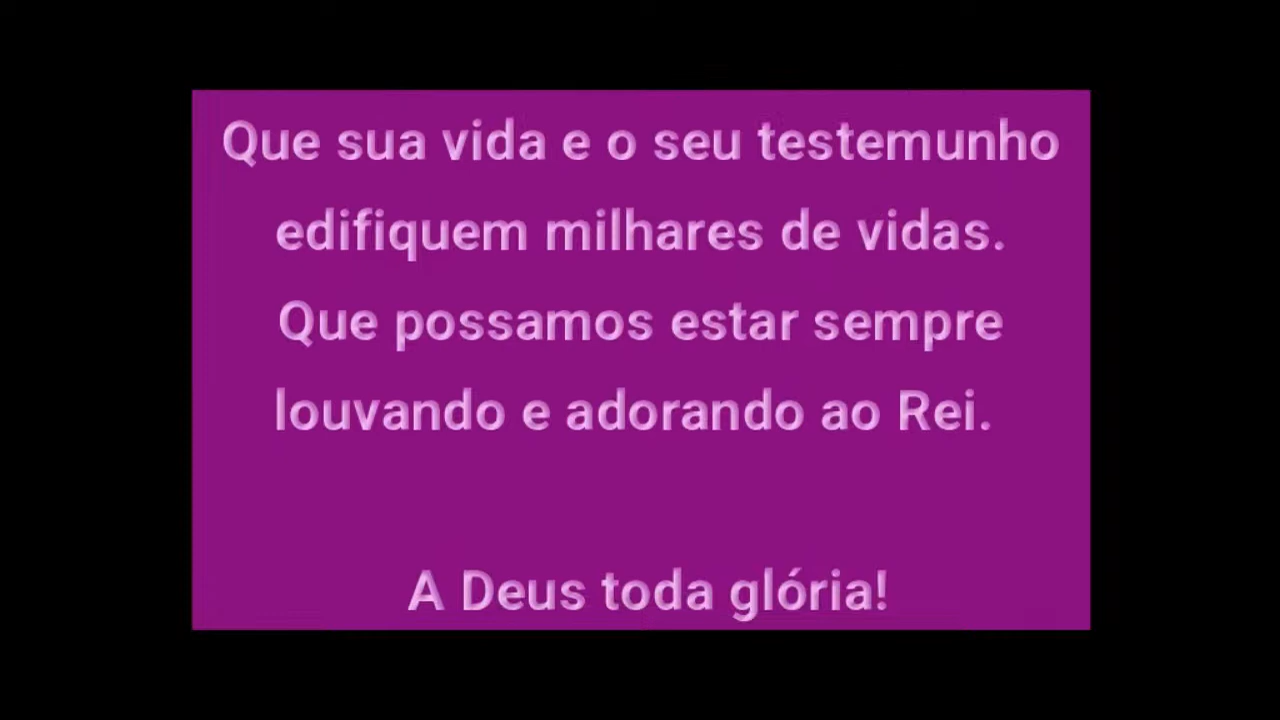 Que sua vida e o seu testemunho
edifiquem milhares de vidas.
Que possamos estar sempre
louvando e adorando ao Rei.
A Deus toda glória!